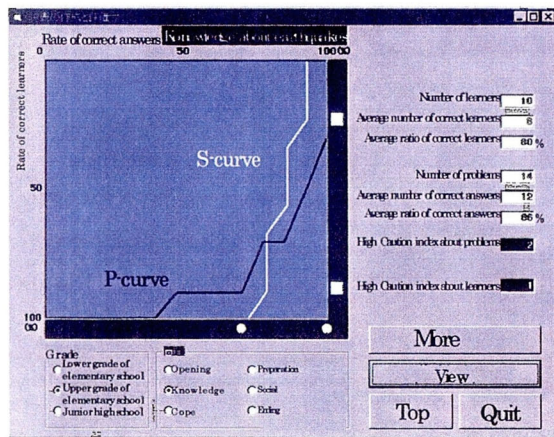 Rate of correct answers Knowledge about earthquakes
0 50 100
Rate of correct learners
50
100
S-curve
P-curve
Number of learners 10
Average number of correct learners 8
Average ratio of correct learners 80 %
Number of problems 14
Average number of correct answers 12
Average ratio of correct answers 86 %
High Caution index about problems 2
High Caution index about learners 1
Grade
Lower grade of
elementary school
Upper grade of
elementary school
Junior high school
Opening
Knowledge
Cope
Preparation
Social
Ending
More
View
Top
Quit